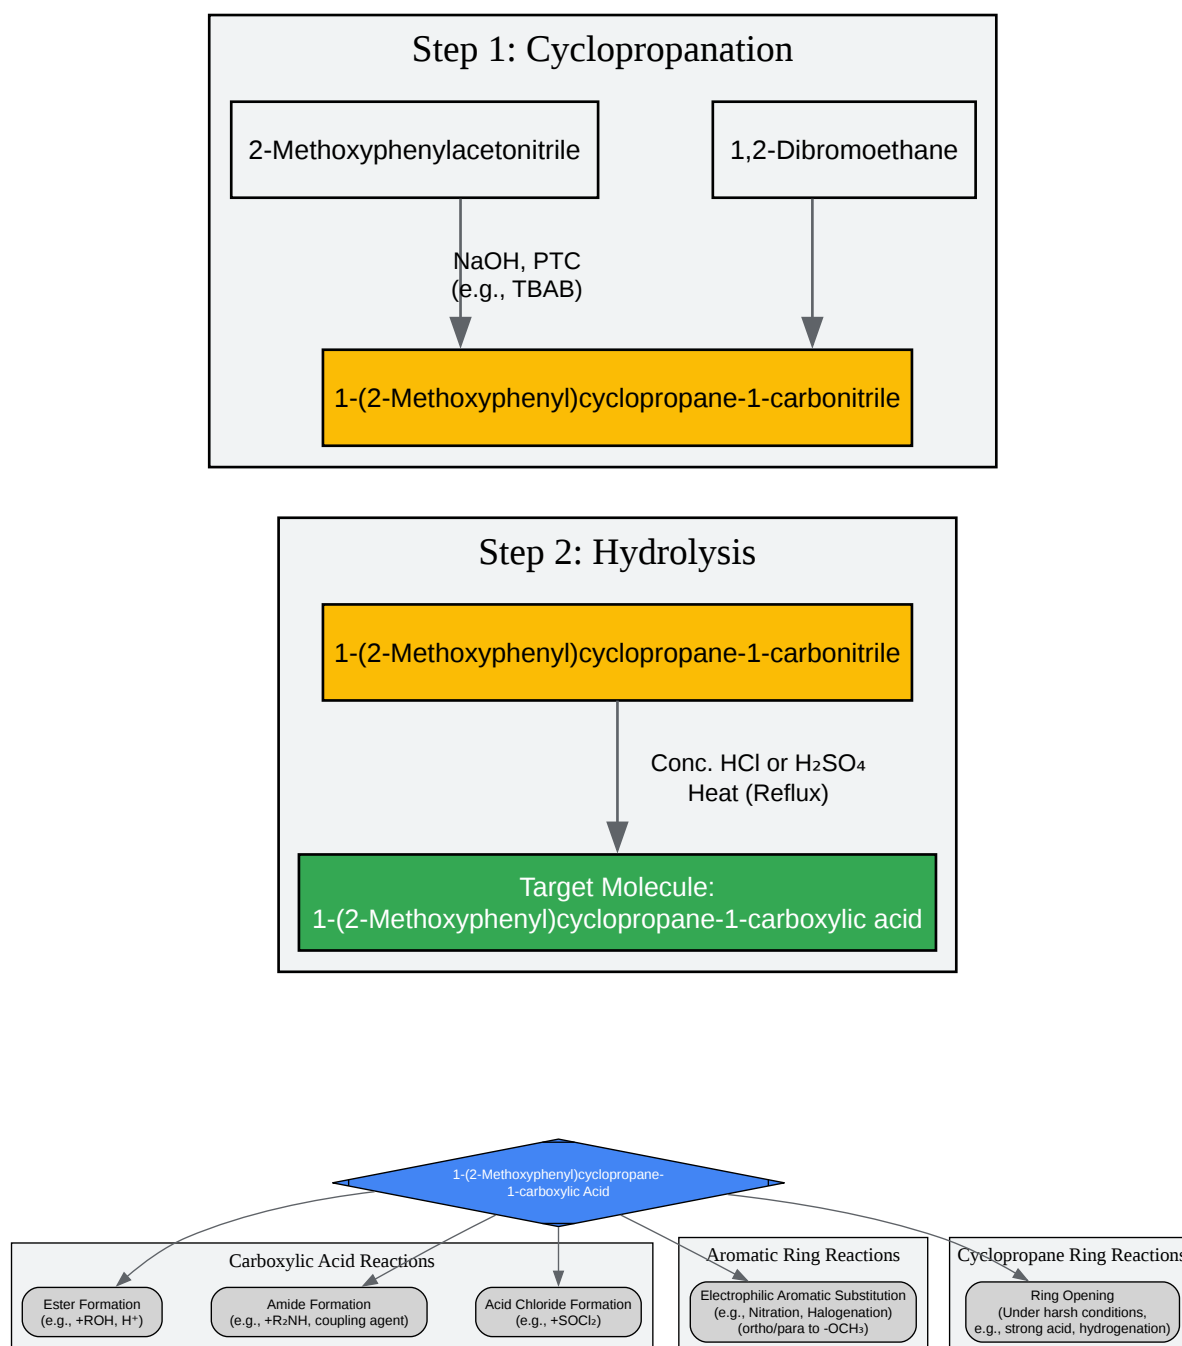 Step 1: Cyclopropanation
2-Methoxyphenylacetonitrile
1,2-Dibromoethane
NaOH, PTC
(e.g., TBAB)
1-(2-Methoxyphenyl)cyclopropane-1-carbonitrile
Step 2: Hydrolysis
1-(2-Methoxyphenyl)cyclopropane-1-carbonitrile
Conc. HCl or H₂SO₄
Heat (Reflux)
Target Molecule:
1-(2-Methoxyphenyl)cyclopropane-1-carboxylic acid
1-(2-Methoxyphenyl)cyclopropane-
1-carboxylic Acid
Carboxylic Acid Reactions
Ester Formation
(e.g., +ROH, H⁺)
Amide Formation
(e.g., +R₂NH, coupling agent)
Acid Chloride Formation
(e.g., +SOCl₂)
Aromatic Ring Reactions
Electrophilic Aromatic Substitution
(e.g., Nitration, Halogenation)
(ortho/para to -OCH₃)
Cyclopropane Ring Reactions
Ring Opening
(Under harsh conditions,
e.g., strong acid, hydrogenation)